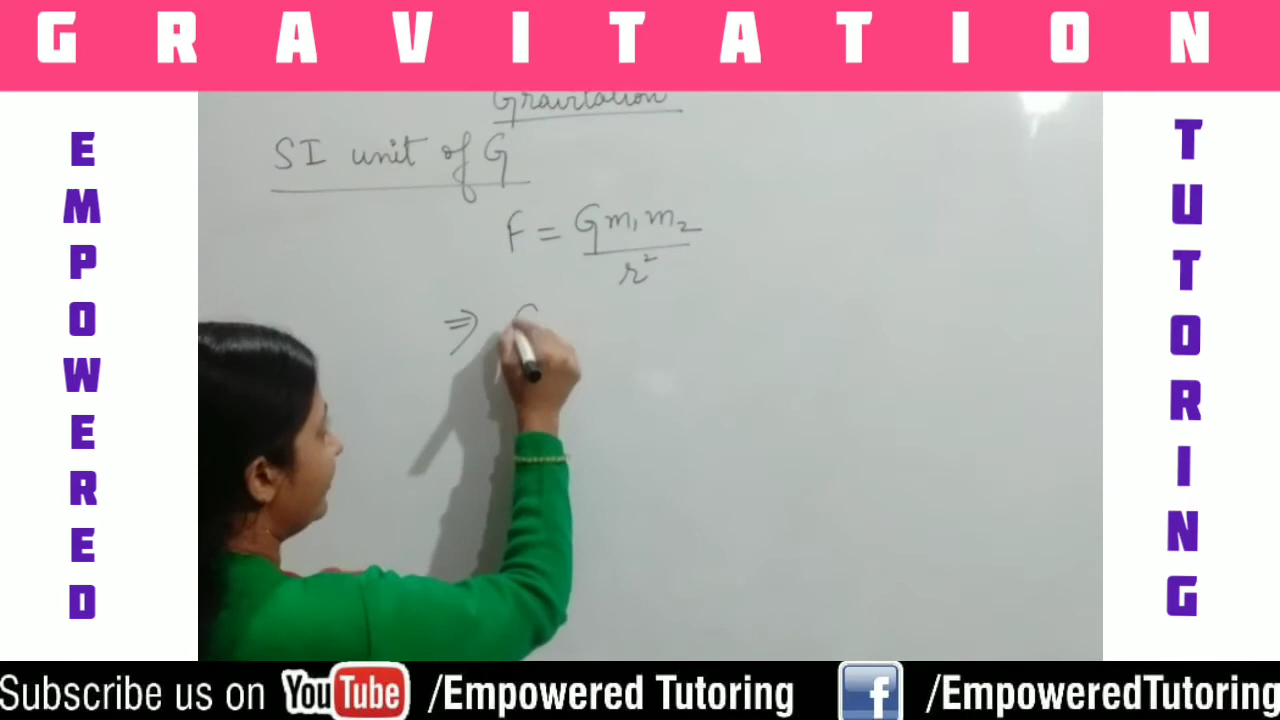 GRAVITATION
EMPOWERED
TUTORING
Gravitation
SI unit of G
F = Gm₁m₂
r²
⇒ G
Subscribe us on YouTube /Empowered Tutoring f /EmpoweredTutoring